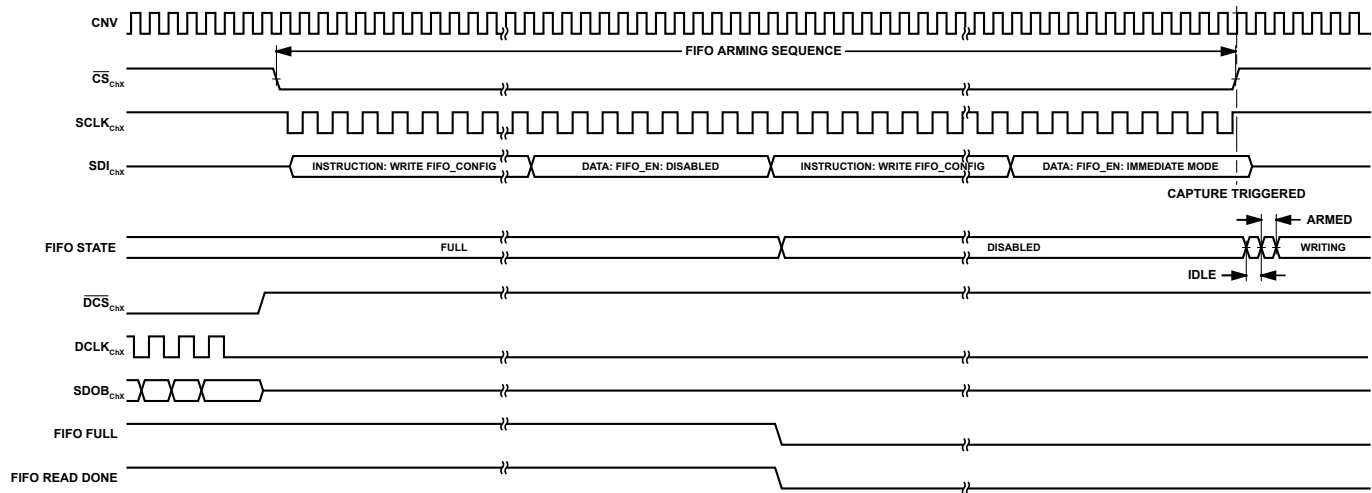 CNV
FIFO ARMING SEQUENCE
CS ChX
SCLK ChX
SDI ChX
INSTRUCTION: WRITE FIFO_CONFIG
DATA: FIFO_EN: DISABLED
INSTRUCTION: WRITE FIFO_CONFIG
DATA: FIFO_EN: IMMEDIATE MODE
CAPTURE TRIGGERED
ARMED
FIFO STATE
FULL
DISABLED
WRITING
IDLE
DCS ChX
DCLK ChX
SDOB ChX
FIFO FULL
FIFO READ DONE